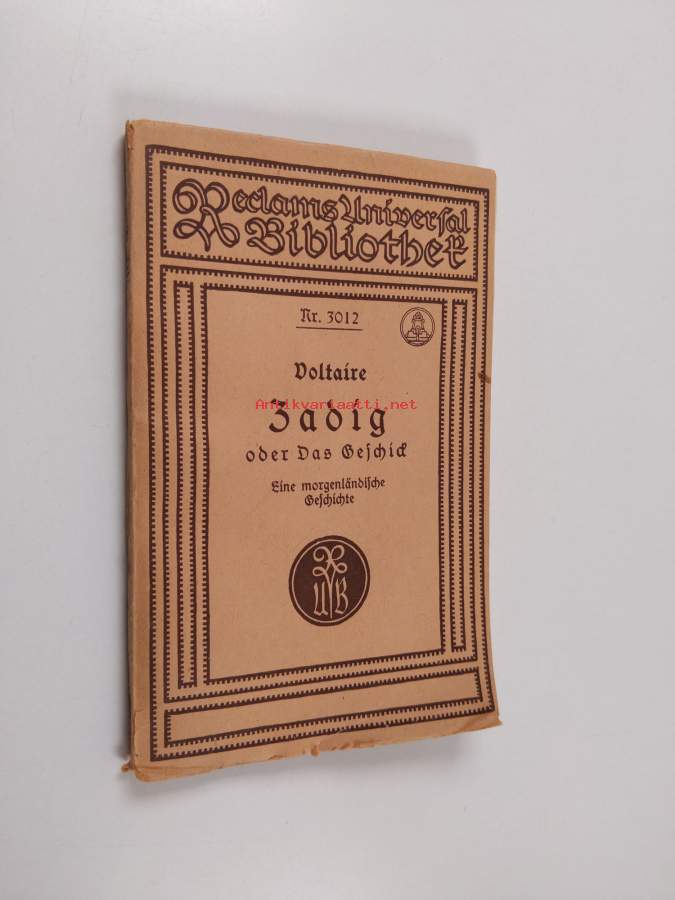 Reclams Universal
Bibliothek
Nr. 3012
Voltaire
Antikvariaatti.net
Zadig
oder Das Geschick
Eine morgenländische
Geschichte
RUB